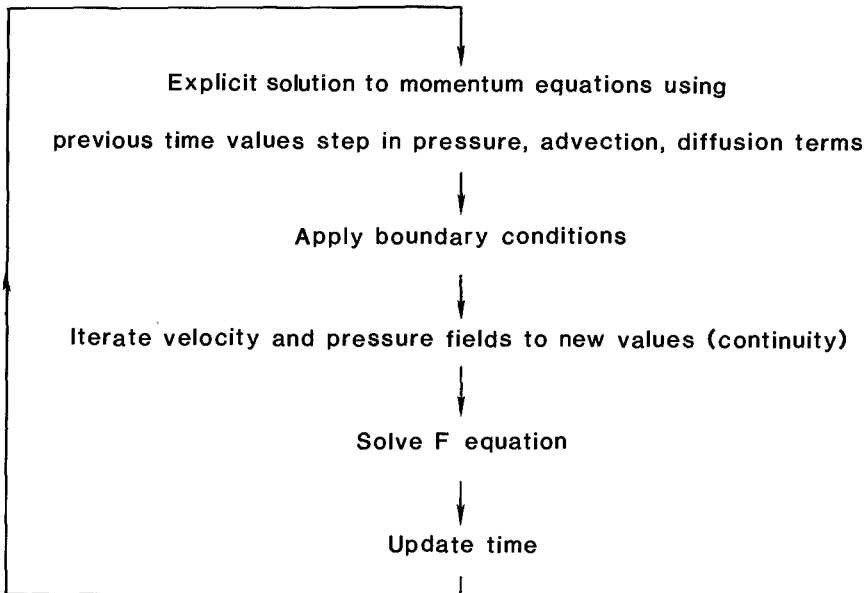 Explicit solution to momentum equations using
previous time values step in pressure, advection, diffusion terms
Apply boundary conditions
Iterate velocity and pressure fields to new values (continuity)
Solve F equation
Update time